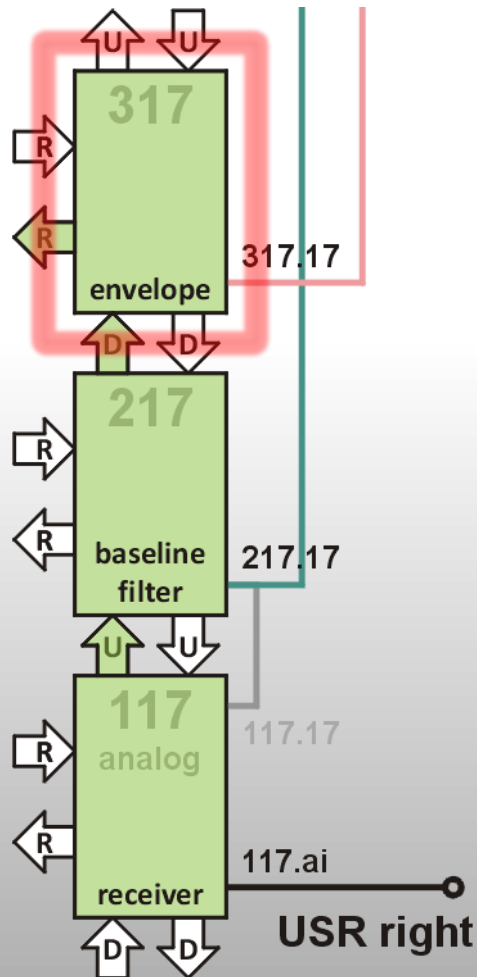 U U
317
R
317.17
R
envelope
D D
217
R
R
baseline
217.17
filter
U U
117
117.17
R
analog
R
117.ai
receiver
USR right
D D